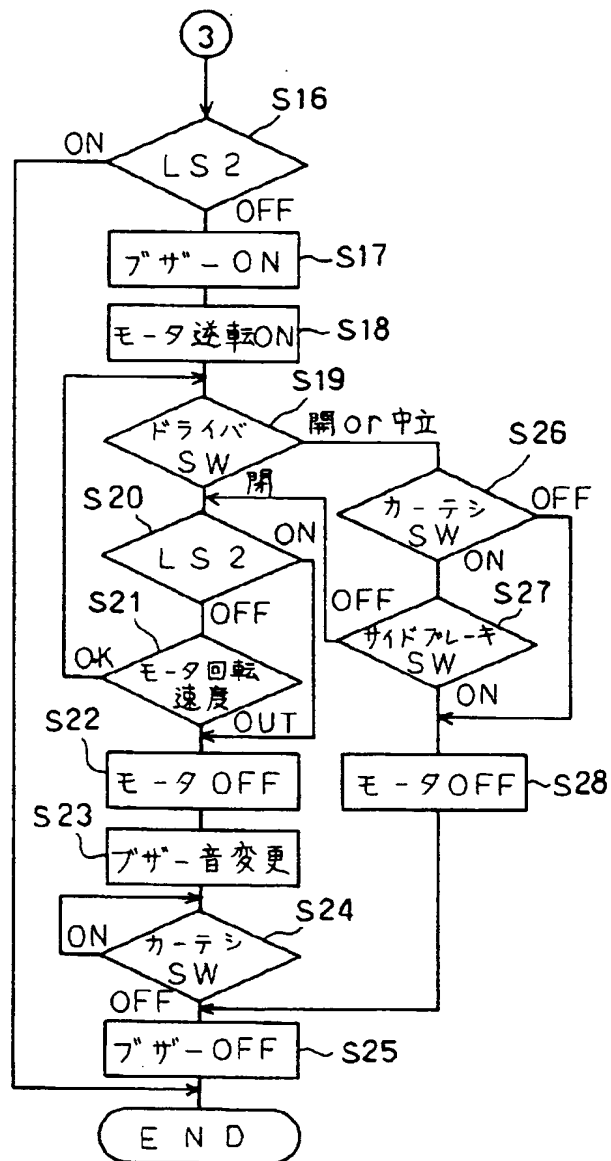 3
S16
ON
LS2
OFF
ブザーON
S17
モータ逆転ON
S18
S19
ドライバ
SW
開or中立
S26
閉
カーテシ
SW
OFF
ON
S20
LS2
ON
OFF
S27
OFF
サイドブレーキ
SW
ON
S21
OK
モータ回転
速度
OUT
S22
モータOFF
モータOFF
S28
S23
ブザー音変更
S24
ON
カーテシ
SW
OFF
ブザーOFF
S25
END